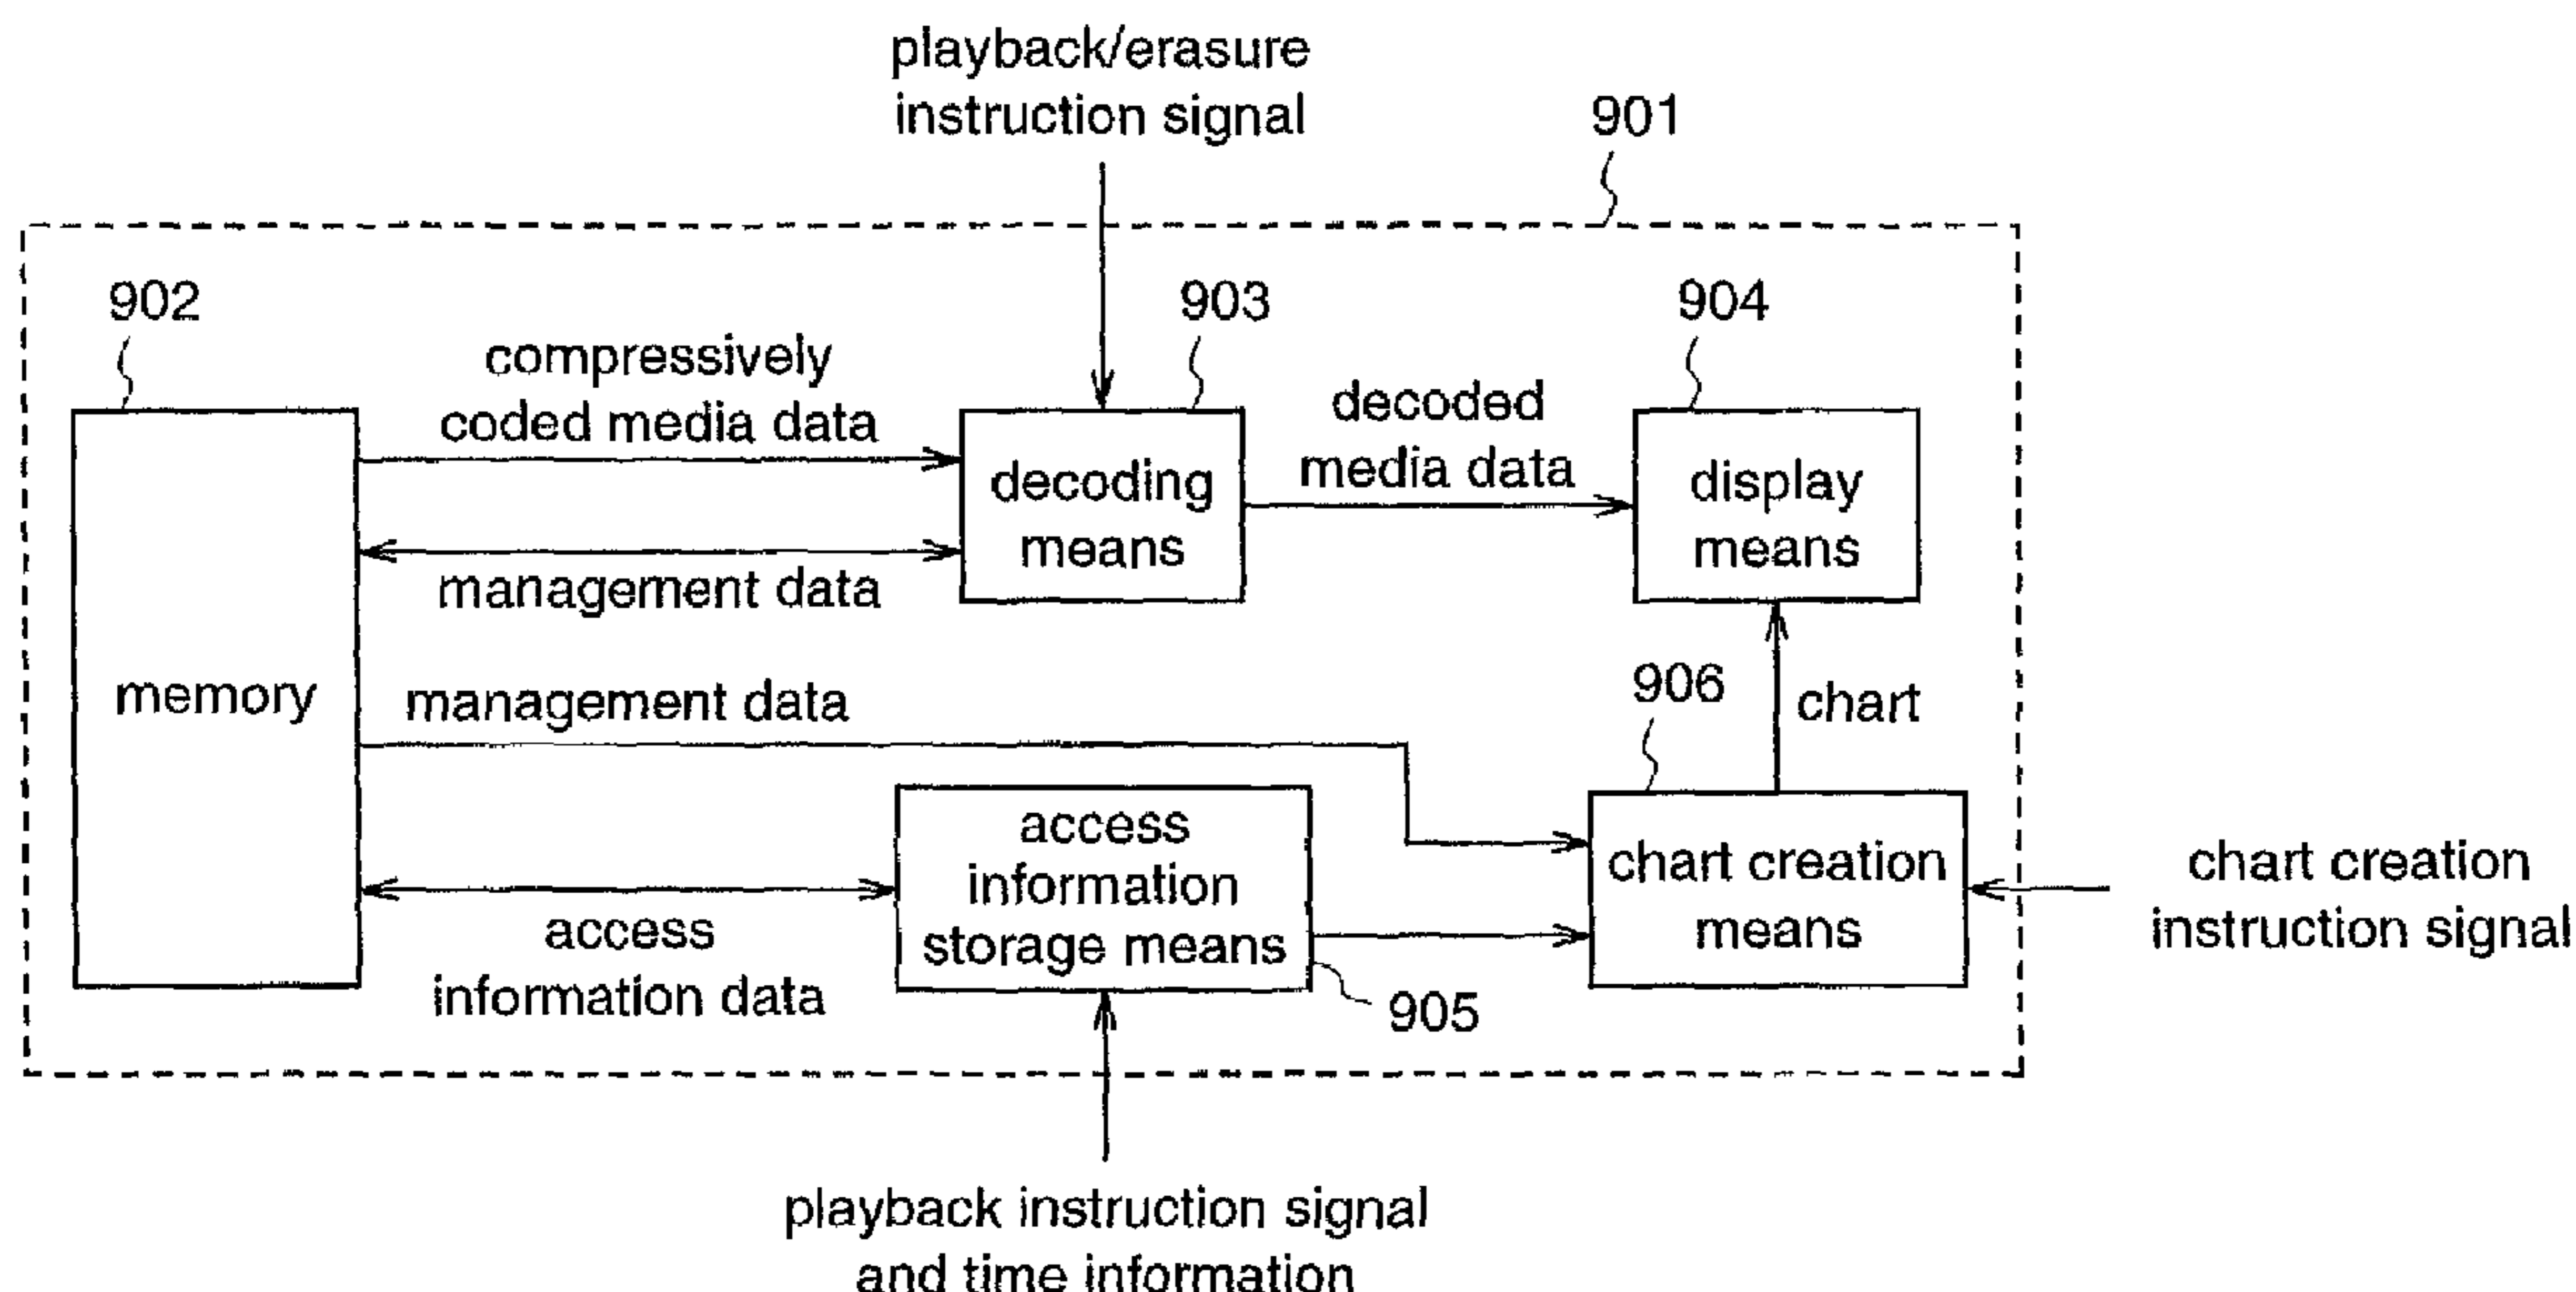 playback/erasure
instruction signal
901
902
903
904
compressively
coded media data
decoded
media data
decoding
means
display
means
management data
memory
management data
906
chart
access
information
storage means
chart creation
means
chart creation
instruction signal
access
information data
905
playback instruction signal
and time information